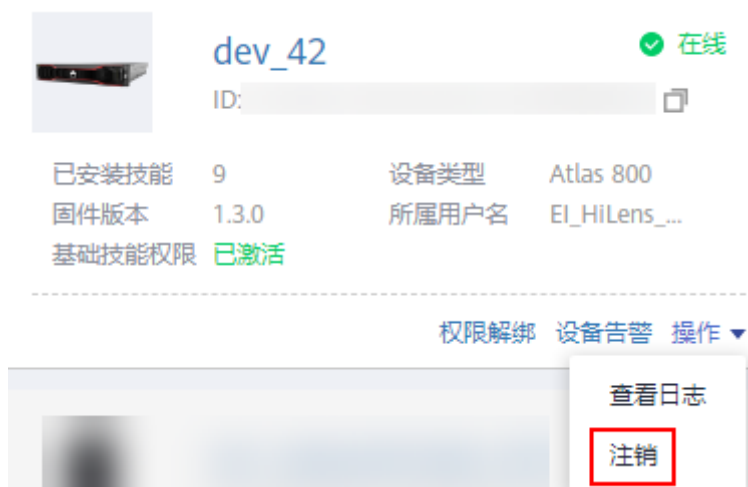 dev_42 在线
ID:
已安装技能 9 设备类型 Atlas 800
固件版本 1.3.0 所属用户名 EI_HiLens_...
基础技能权限 已激活
权限解绑 设备告警 操作
查看日志
注销